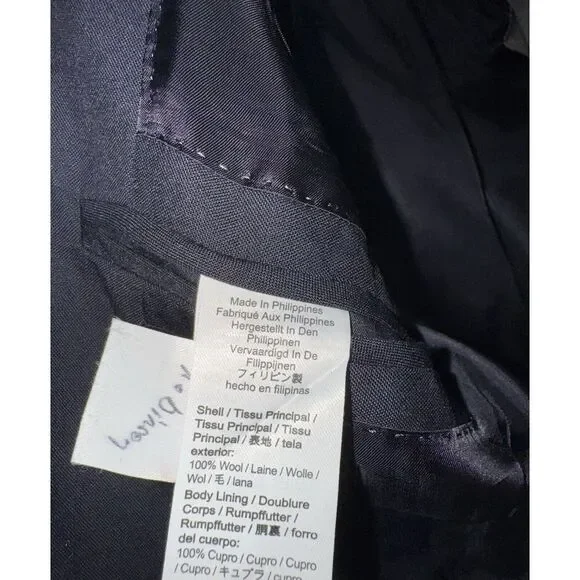 Made In Philippines
Fabriqué Aux Philippines
Hergestellt In Den
Philippinen
Vervaardigd In De
Filippijnen
フィリピン製
hecho en filipinas
Shell / Tissu Principal /
Tissu Principal / Tissu
Principal / 表地 / tela
exterior:
100% Wool / Laine / Wolle /
Wol / 毛 / lana
Body Lining / Doublure
Corps / Rumpffutter /
Rumpffutter / 胴裏 / forro
del cuerpo:
100% Cupro / Cupro / Cupro
/ Cupro / キュプラ / cupro